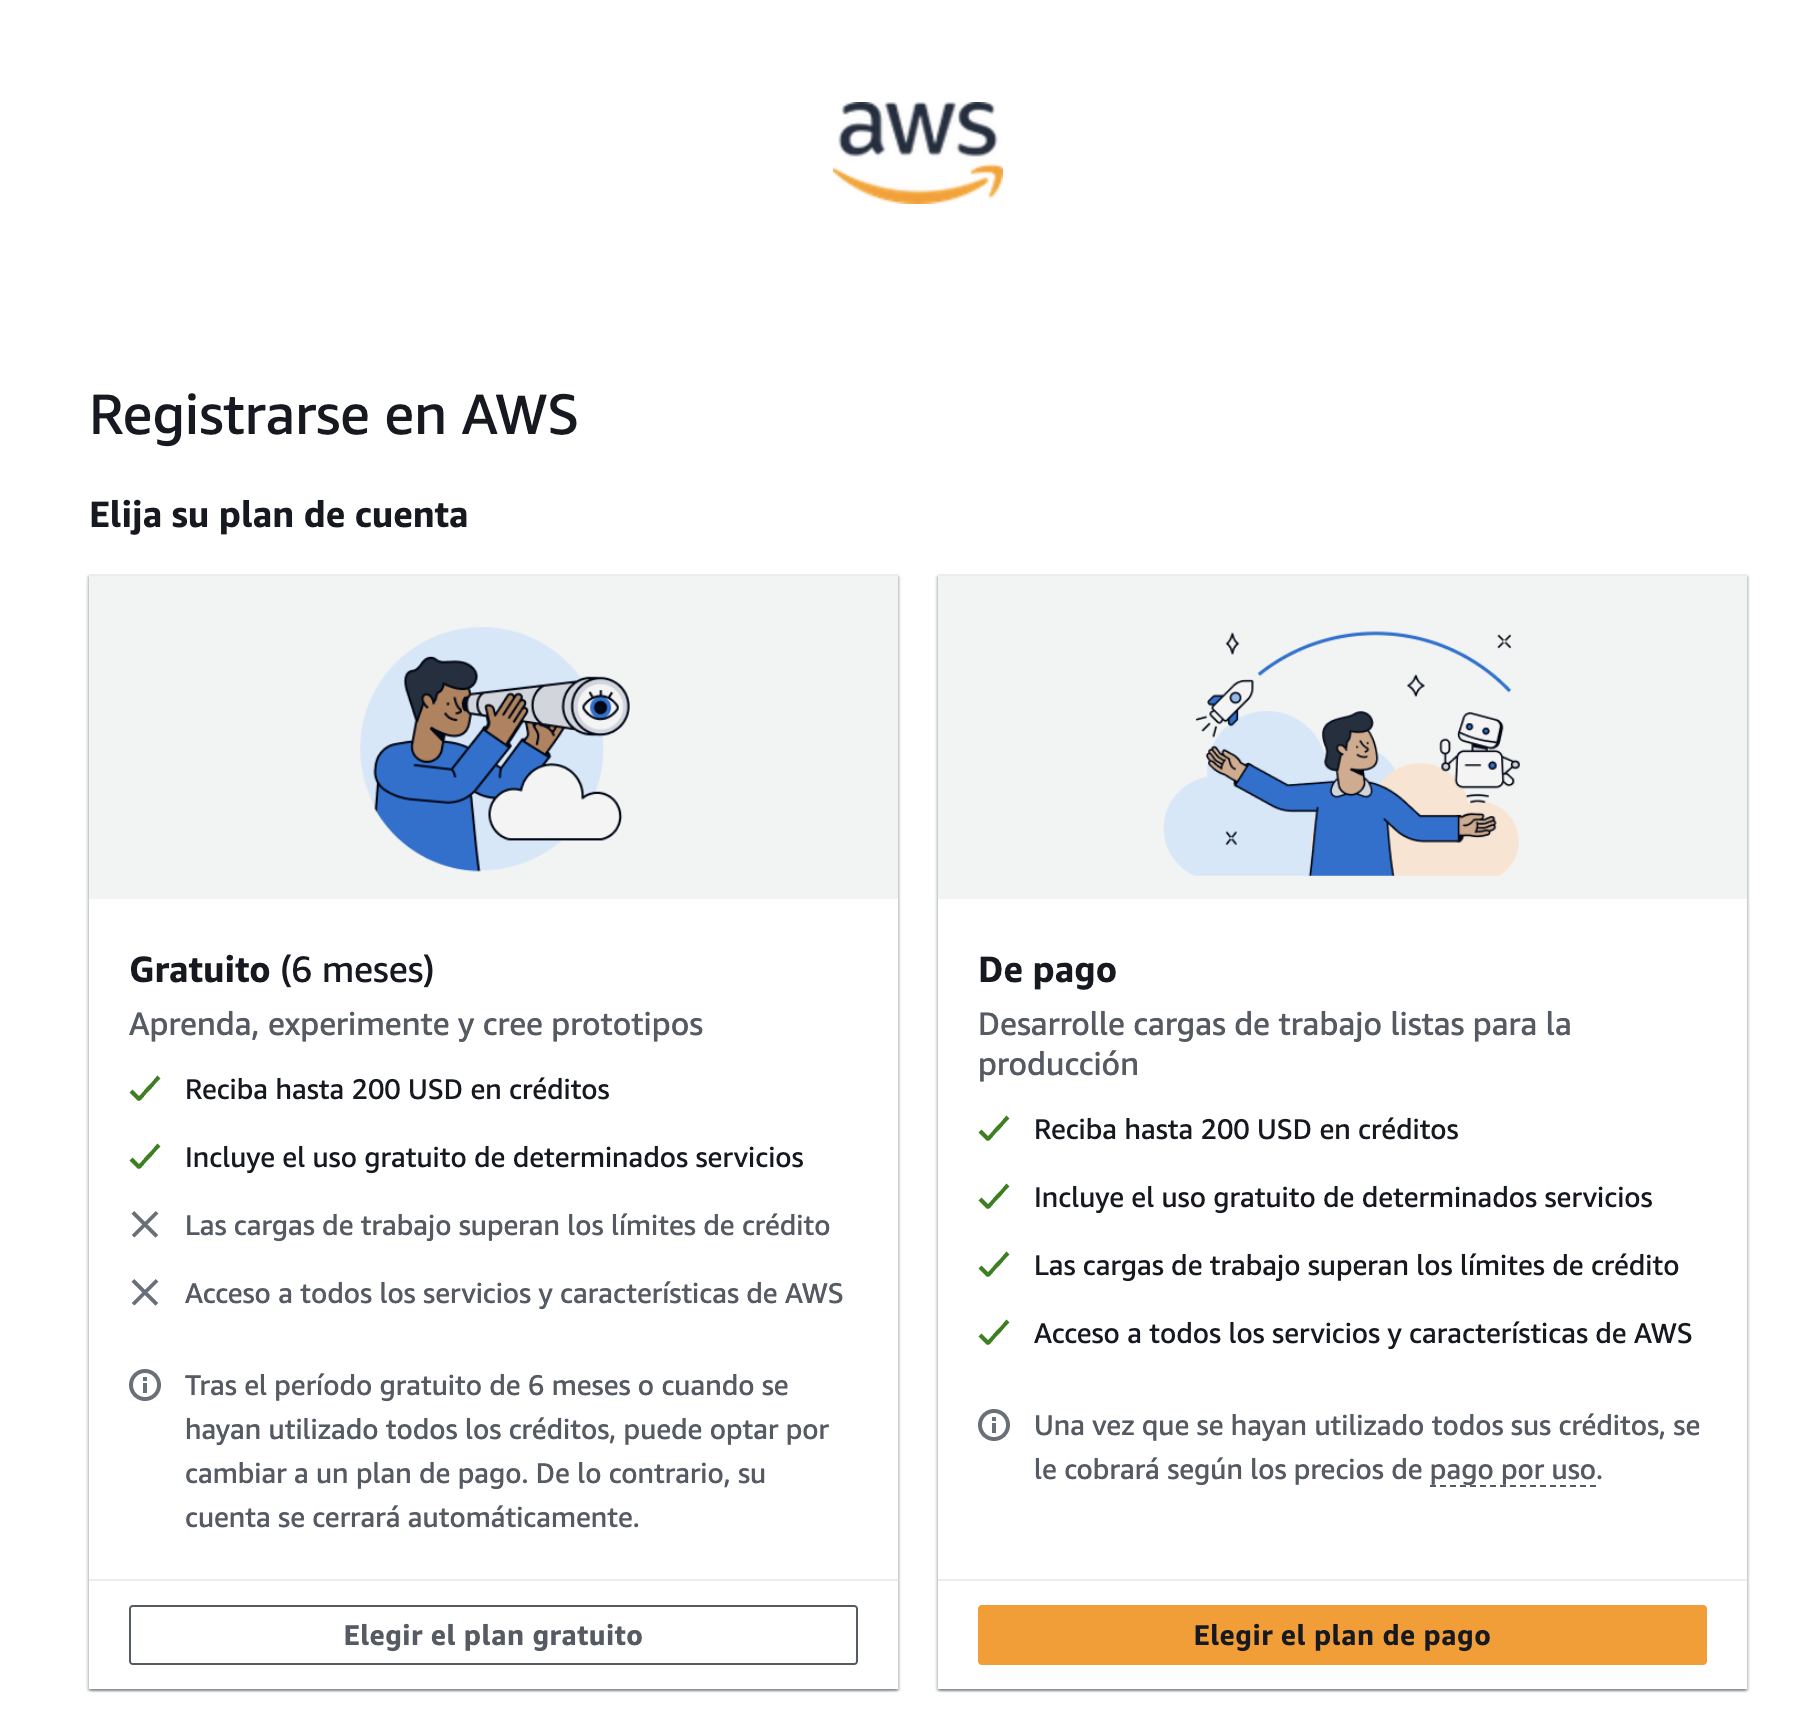 aws
Registrarse en AWS
Elija su plan de cuenta
Gratuito (6 meses)
Aprenda, experimente y cree prototipos
Reciba hasta 200 USD en créditos
Incluye el uso gratuito de determinados servicios
Las cargas de trabajo superan los límites de crédito
Acceso a todos los servicios y características de AWS
Tras el período gratuito de 6 meses o cuando se
hayan utilizado todos los créditos, puede optar por
cambiar a un plan de pago. De lo contrario, su
cuenta se cerrará automáticamente.
Elegir el plan gratuito
De pago
Desarrolle cargas de trabajo listas para la
producción
Reciba hasta 200 USD en créditos
Incluye el uso gratuito de determinados servicios
Las cargas de trabajo superan los límites de crédito
Acceso a todos los servicios y características de AWS
Una vez que se hayan utilizado todos sus créditos, se
le cobrará según los precios de pago por uso.
Elegir el plan de pago